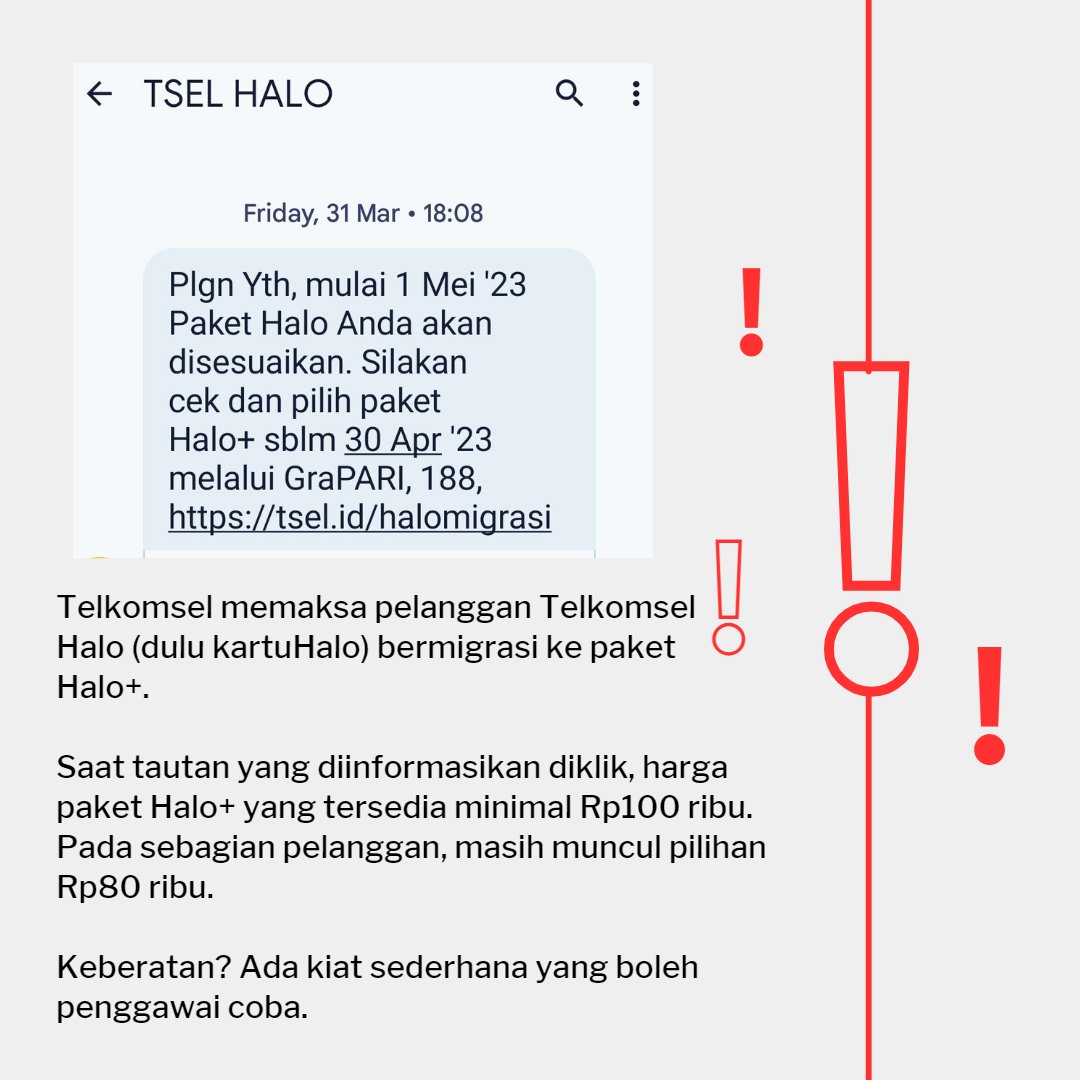 TSEL HALO
Friday, 31 Mar • 18:08
Plgn Yth, mulai 1 Mei '23
Paket Halo Anda akan
disesuaikan. Silakan
cek dan pilih paket
Halo+ sblm 30 Apr '23
melalui GraPARI, 188,
https://tsel.id/halomigrasi
Telkomsel memaksa pelanggan Telkomsel
Halo (dulu kartuHalo) bermigrasi ke paket
Halo+.
Saat tautan yang diinformasikan diklik, harga
paket Halo+ yang tersedia minimal Rp100 ribu.
Pada sebagian pelanggan, masih muncul pilihan
Rp80 ribu.
Keberatan? Ada kiat sederhana yang boleh
penggawai coba.